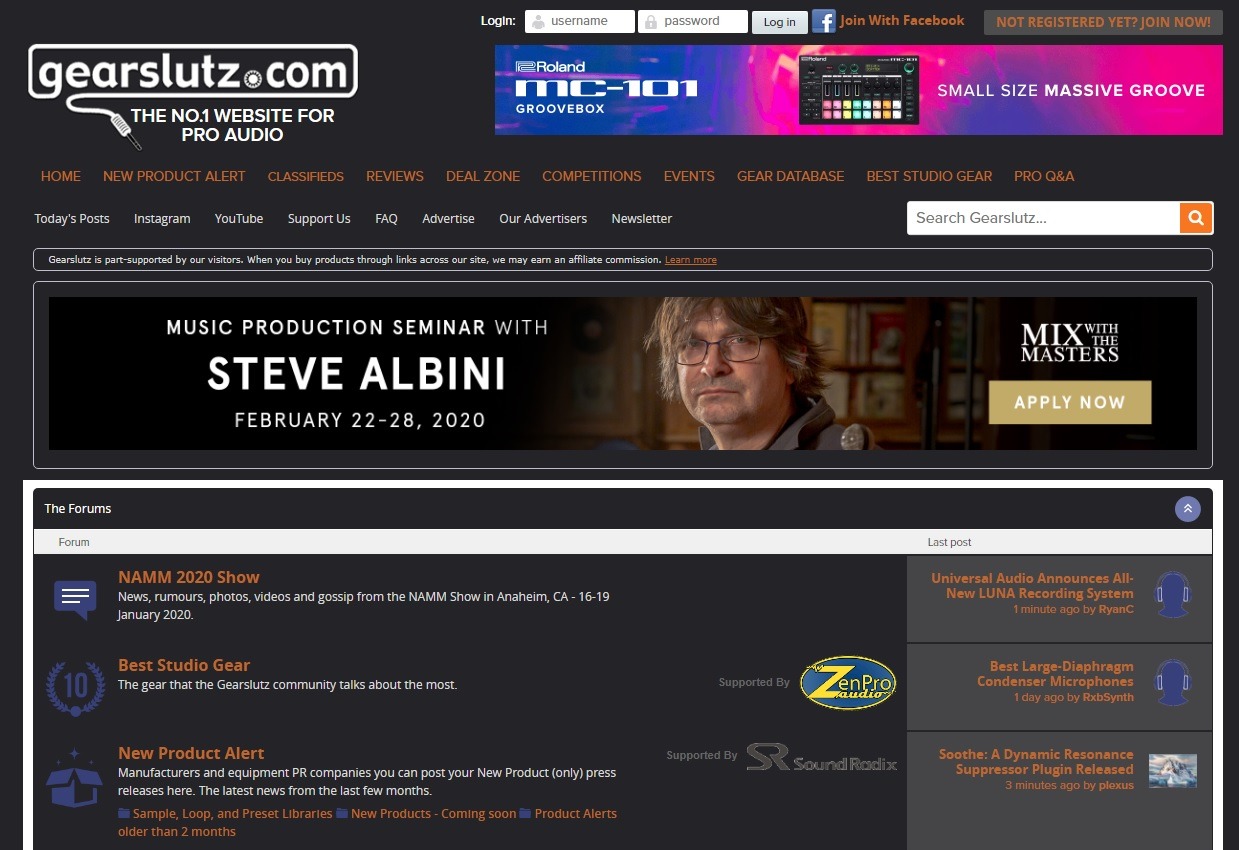 Login: username password Log in Join With Facebook NOT REGISTERED YET? JOIN NOW!
gearslutz.com
THE NO.1 WEBSITE FOR
PRO AUDIO
Roland
MC-101
GROOVEBOX
SMALL SIZE MASSIVE GROOVE
HOME NEW PRODUCT ALERT CLASSIFIEDS REVIEWS DEAL ZONE COMPETITIONS EVENTS GEAR DATABASE BEST STUDIO GEAR PRO Q&A
Today's Posts Instagram YouTube Support Us FAQ Advertise Our Advertisers Newsletter
Search Gearslutz...
Gearslutz is part-supported by our visitors. When you buy products through links across our site, we may earn an affiliate commission. Learn more
MUSIC PRODUCTION SEMINAR WITH
STEVE ALBINI
FEBRUARY 22-28, 2020
MIX WITH THE MASTERS
APPLY NOW
The Forums
Forum Last post
NAMM 2020 Show
News, rumours, photos, videos and gossip from the NAMM Show in Anaheim, CA - 16-19
January 2020.
Universal Audio Announces All-
New LUNA Recording System
1 minute ago by RyanC
10
Best Studio Gear
The gear that the Gearslutz community talks about the most.
Supported By ZenPro audio
Best Large-Diaphragm
Condenser Microphones
1 day ago by RxbSynth
New Product Alert
Manufacturers and equipment PR companies you can post your New Product (only) press
releases here. The latest news from the last few months.
Sample, Loop, and Preset Libraries New Products - Coming soon Product Alerts
older than 2 months
Supported By SoundRadix
Soothe: A Dynamic Resonance
Suppressor Plugin Released
3 minutes ago by plexus